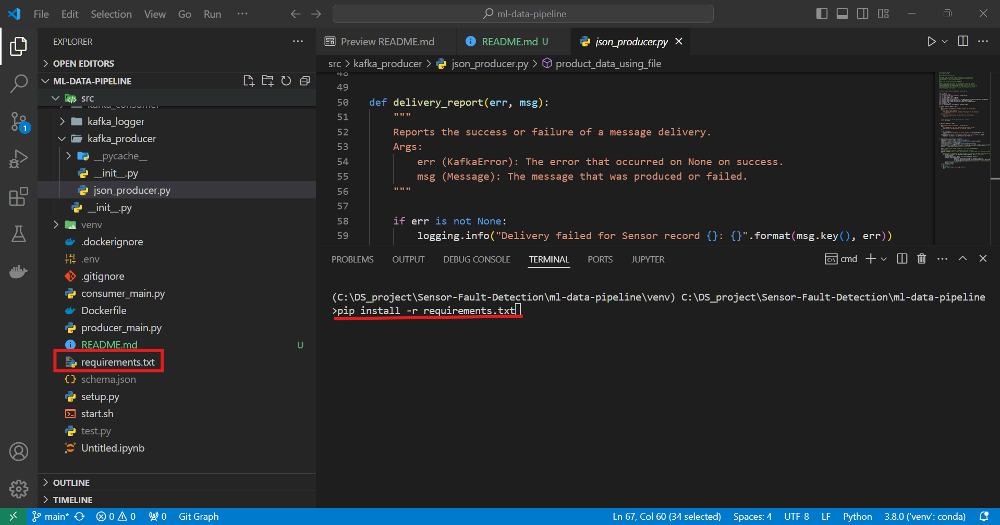 File Edit Selection View Go Run ··· ml-data-pipeline
EXPLORER ···
OPEN EDITORS
ML-DATA-PIPELINE
src
kafka_consumer
kafka_logger
kafka_producer
__pycache__
__init__.py
json_producer.py
__init__.py
venv
.dockerignore
.env
.gitignore
consumer_main.py
Dockerfile
producer_main.py
README.md U
requirements.txt
schema.json
setup.py
start.sh
test.py
Untitled.ipynb
OUTLINE
TIMELINE
1
Preview README.md README.md U json_producer.py
src > kafka_producer > json_producer.py > product_data_using_file
48
49
50 def delivery_report(err, msg):
51 """
52 Reports the success or failure of a message delivery.
53 Args:
54 err (KafkaError): The error that occurred on None on success.
55 msg (Message): The message that was produced or failed.
56 """
57
58 if err is not None:
59 logging.info("Delivery failed for Sensor record {}: {}".format(msg.key(), err))
PROBLEMS OUTPUT DEBUG CONSOLE TERMINAL PORTS JUPYTER cmd
(C:\DS_project\Sensor-Fault-Detection\ml-data-pipeline\venv) C:\DS_project\Sensor-Fault-Detection\ml-data-pipeline
>pip install -r requirements.txt
main* 0 0 0 Git Graph Ln 67, Col 60 (34 selected) Spaces: 4 UTF-8 LF Python 3.8.0 ('venv': conda)